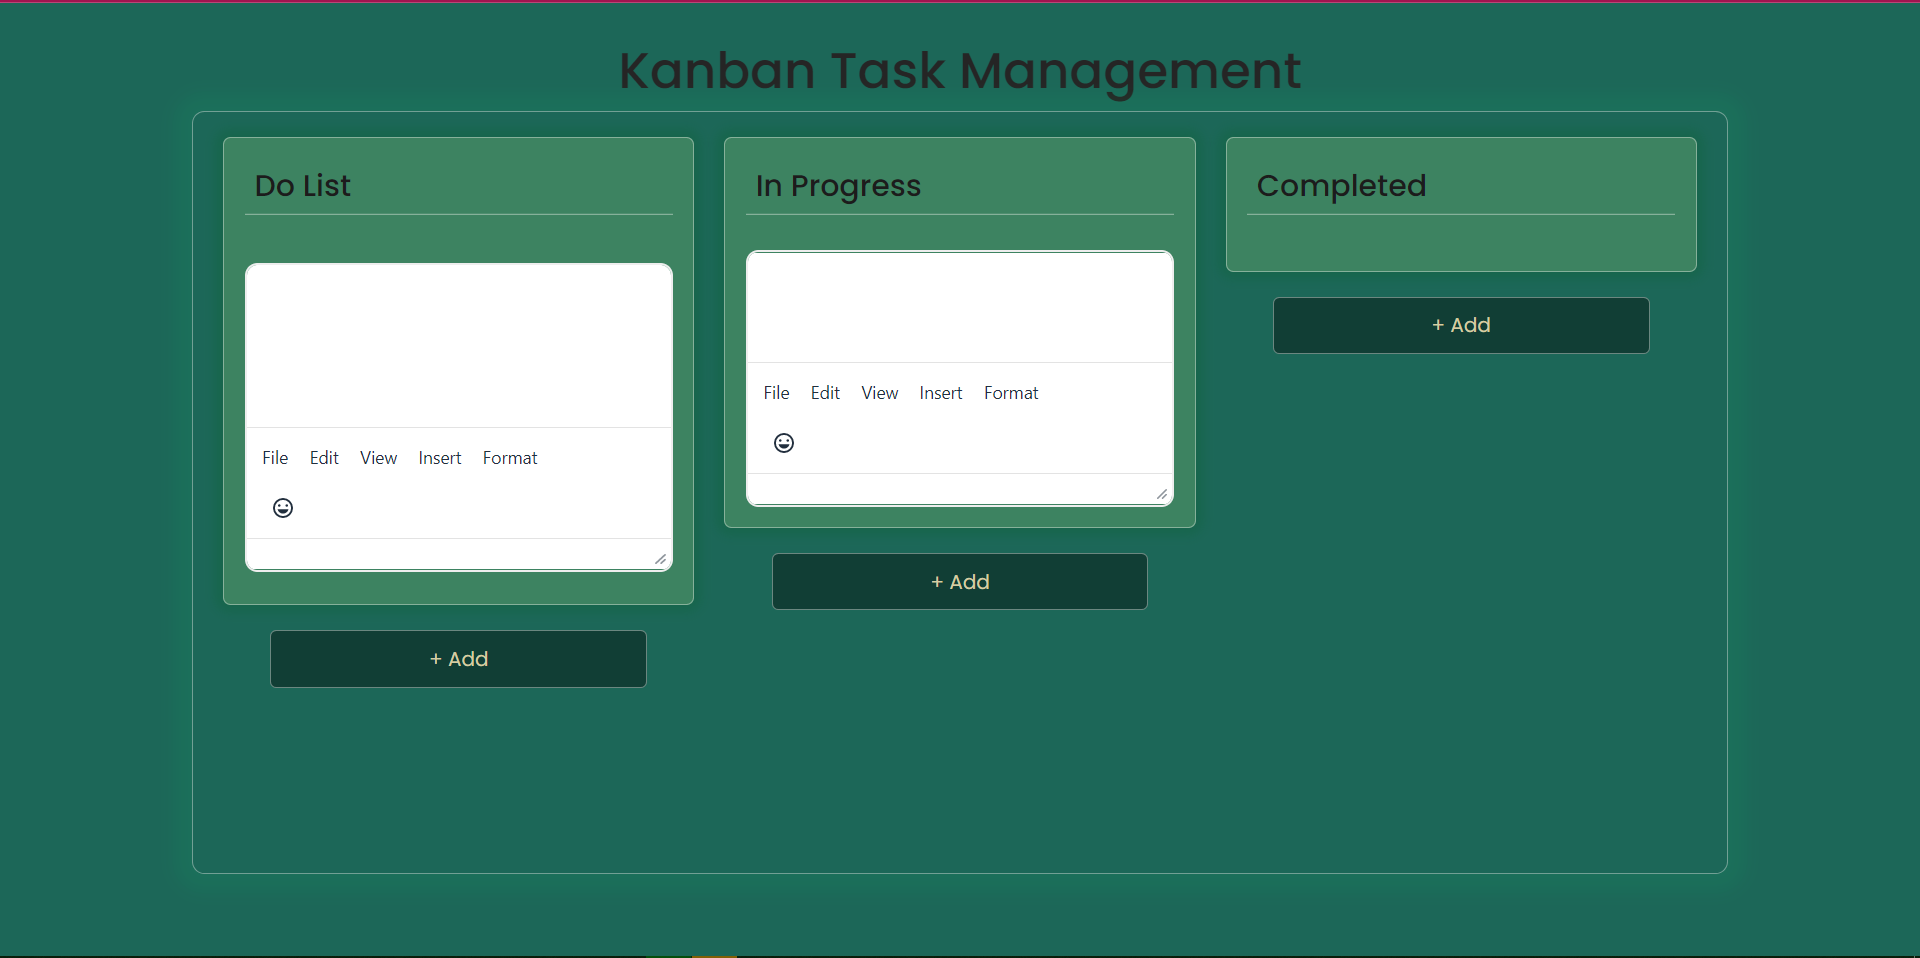 Kanban Task Management
Do List
File Edit View Insert Format
+ Add
In Progress
File Edit View Insert Format
+ Add
Completed
+ Add